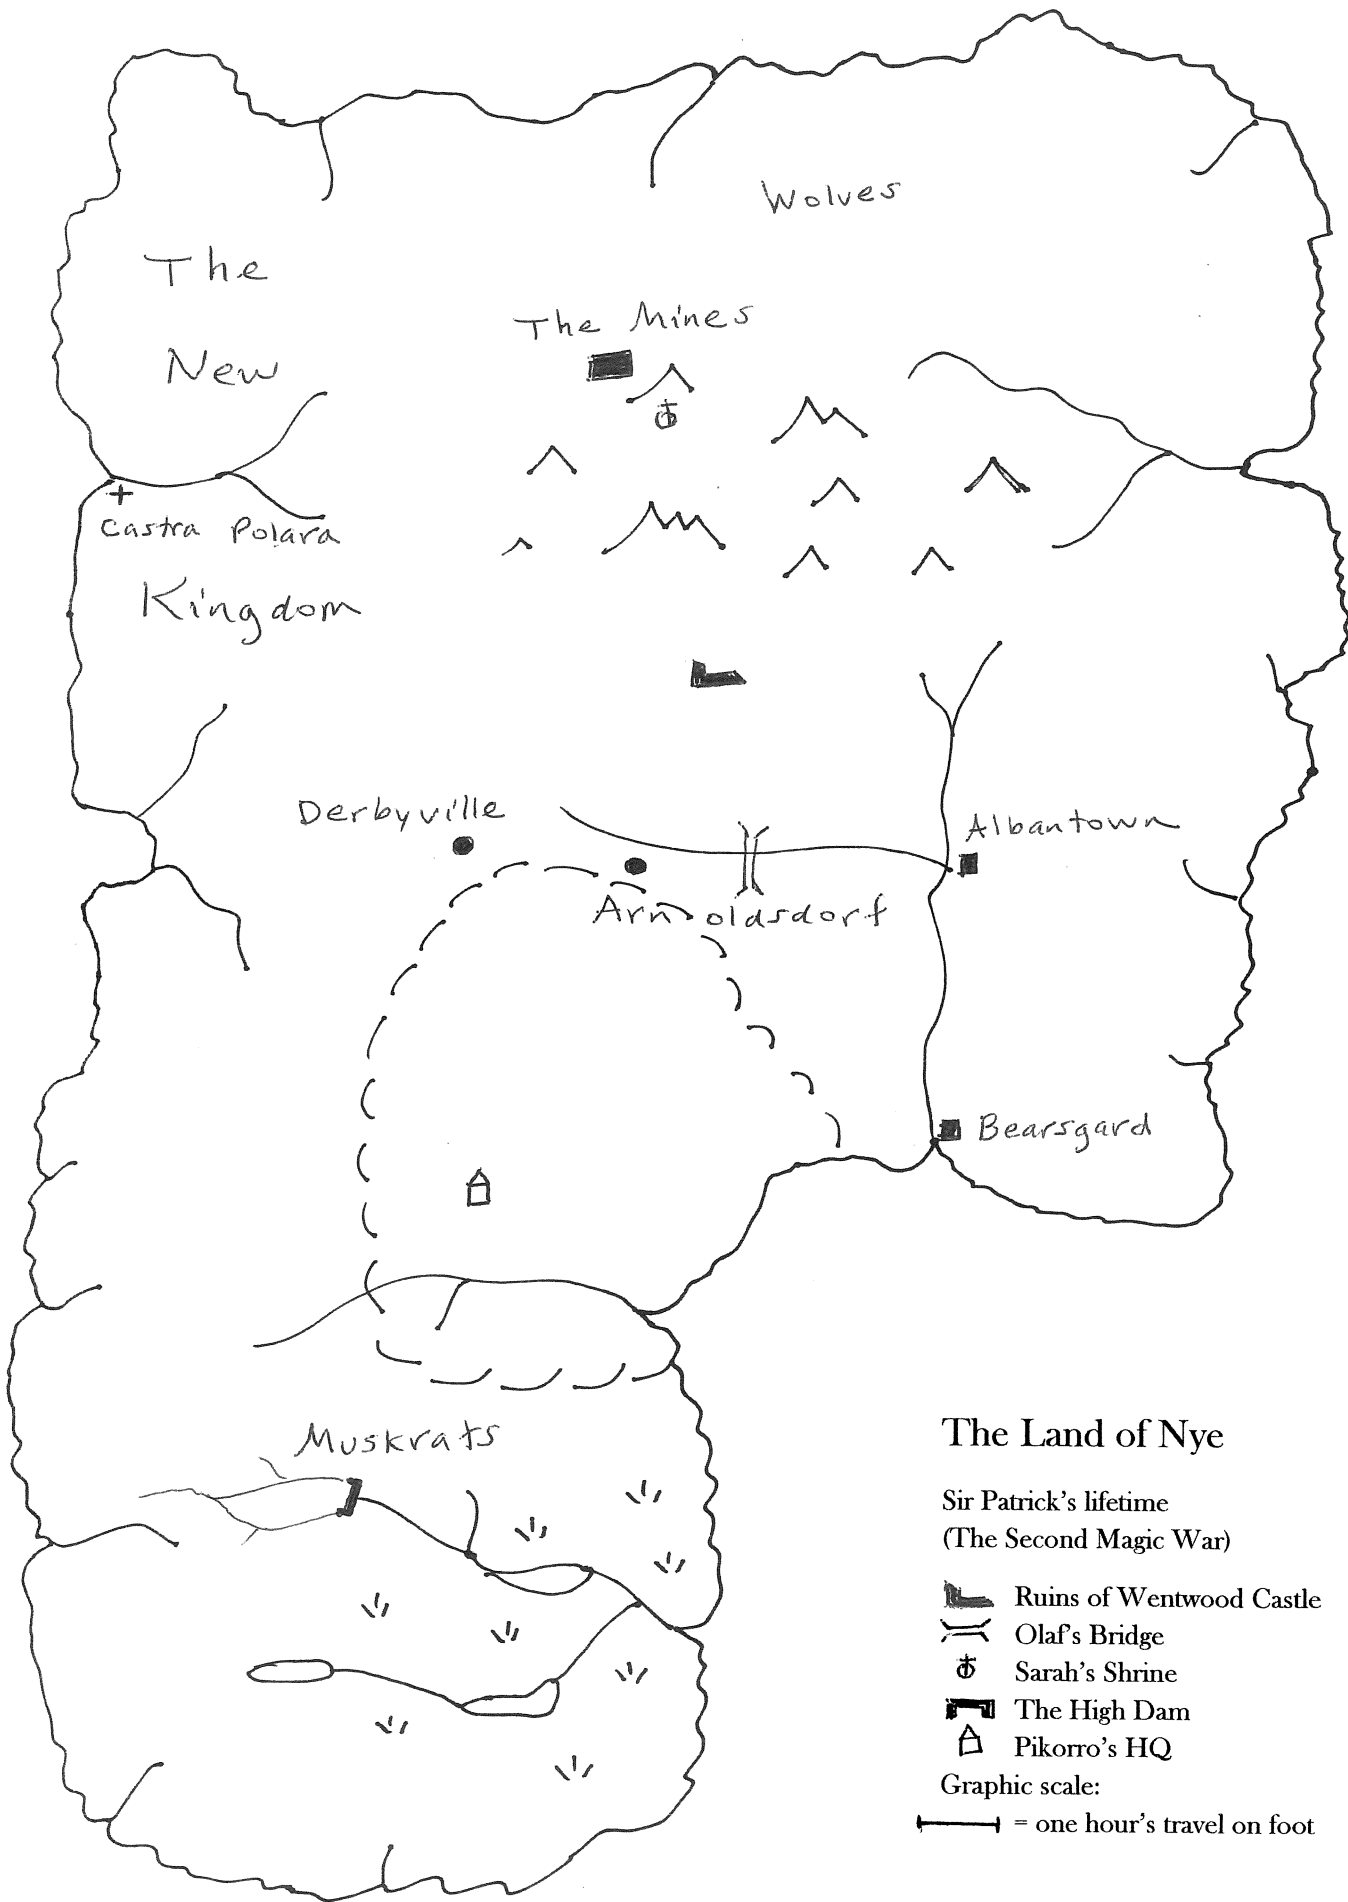 Wolves
The
The Mines
New
Castra Polara
Kingdom
Derbyville
Albantown
Arnoldsdorf
Bearsgard
Muskrats
The Land of Nye
Sir Patrick's lifetime
(The Second Magic War)
Ruins of Wentwood Castle
Olaf's Bridge
Sarah's Shrine
The High Dam
Pikorro's HQ
Graphic scale:
= one hour's travel on foot